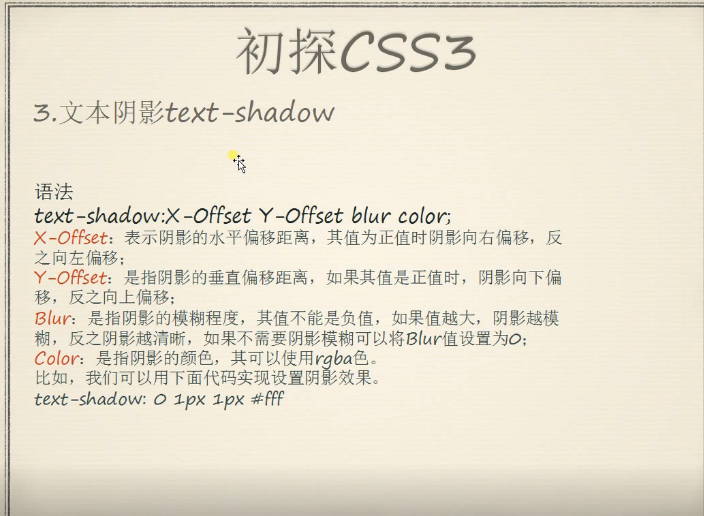 初探CSS3
3.文本阴影text-shadow
语法
text-shadow:X-Offset Y-Offset blur color;
X-Offset：表示阴影的水平偏移距离，其值为正值时阴影向右偏移，反
之向左偏移；
Y-Offset：是指阴影的垂直偏移距离，如果其值是正值时，阴影向下偏
移，反之向上偏移；
Blur：是指阴影的模糊程度，其值不能是负值，如果值越大，阴影越模
糊，反之阴影越清晰，如果不需要阴影模糊可以将Blur值设置为0；
Color：是指阴影的颜色，其可以使用rgba色。
比如，我们可以用下面代码实现设置阴影效果。
text-shadow: 0 1px 1px #fff